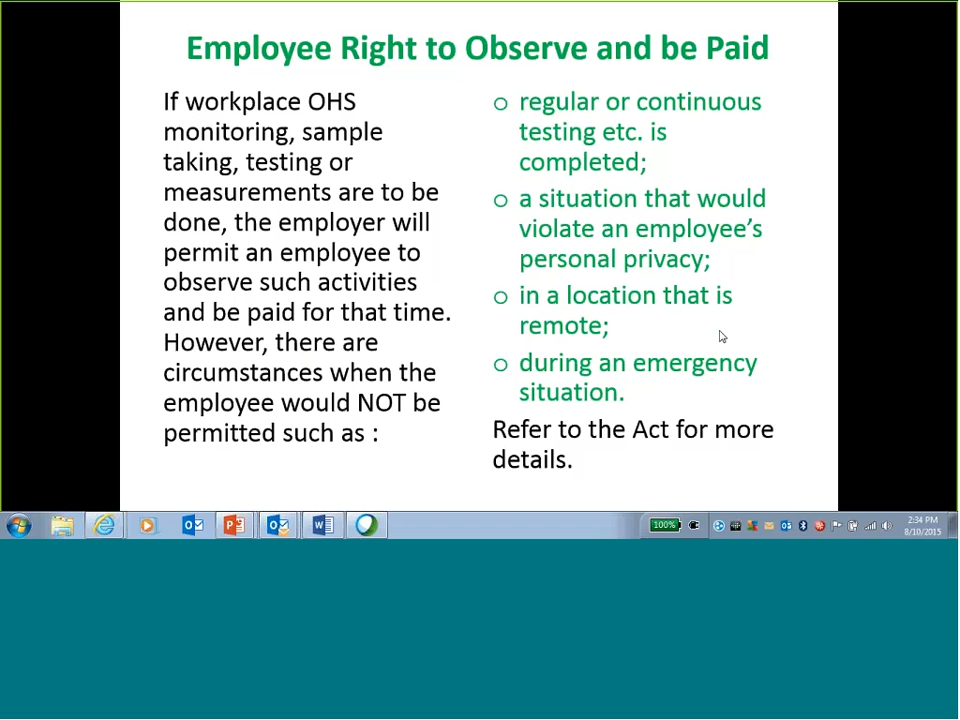 Employee Right to Observe and be Paid
If workplace OHS
monitoring, sample
taking, testing or
measurements are to be
done, the employer will
permit an employee to
observe such activities
and be paid for that time.
However, there are
circumstances when the
employee would NOT be
permitted such as :
o regular or continuous
testing etc. is
completed;
o a situation that would
violate an employee's
personal privacy;
o in a location that is
remote;
o during an emergency
situation.
Refer to the Act for more
details.
100%
2:34 PM
8/10/2015